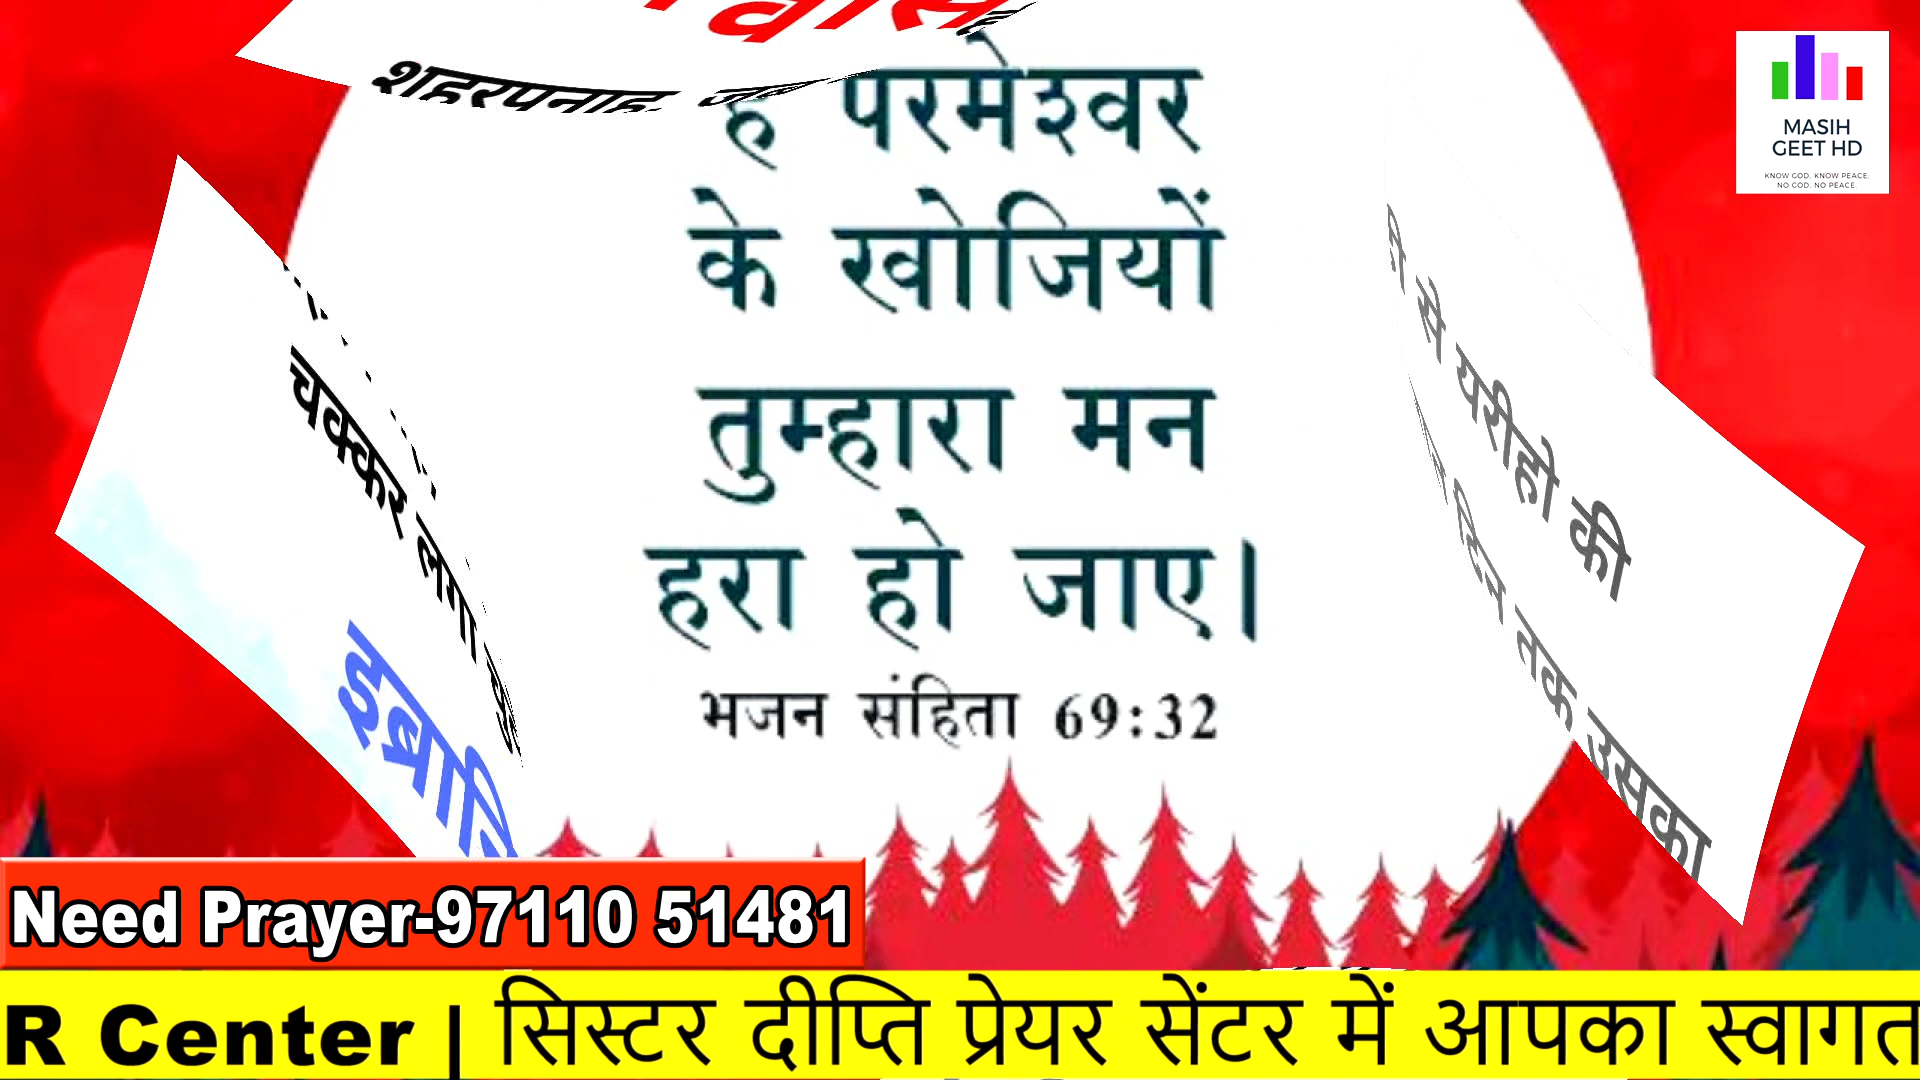 शहरपनाह
हे परमेश्वर
के खोजियों
तुम्हारा मन
हरा हो जाए।
भजन संहिता 69:32
चक्कर लगा
से यरीहो की
दिन तक उसका
MASIH
GEET HD
KNOW GOD. KNOW PEACE.
NO GOD. NO PEACE.
Need Prayer-97110 51481
R Center | सिस्टर दीप्ति प्रेयर सेंटर में आपका स्वागत